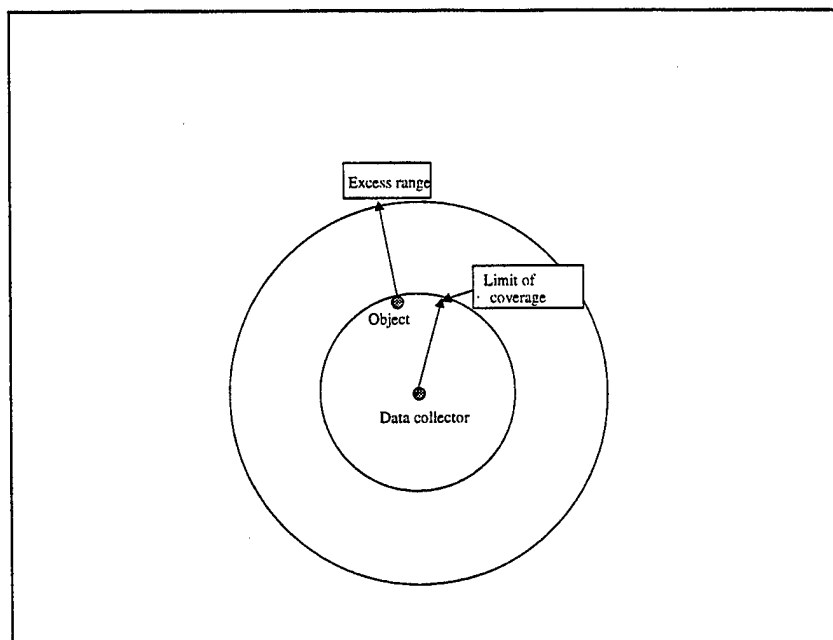 Excess range
Limit of
coverage
Object
Data collector